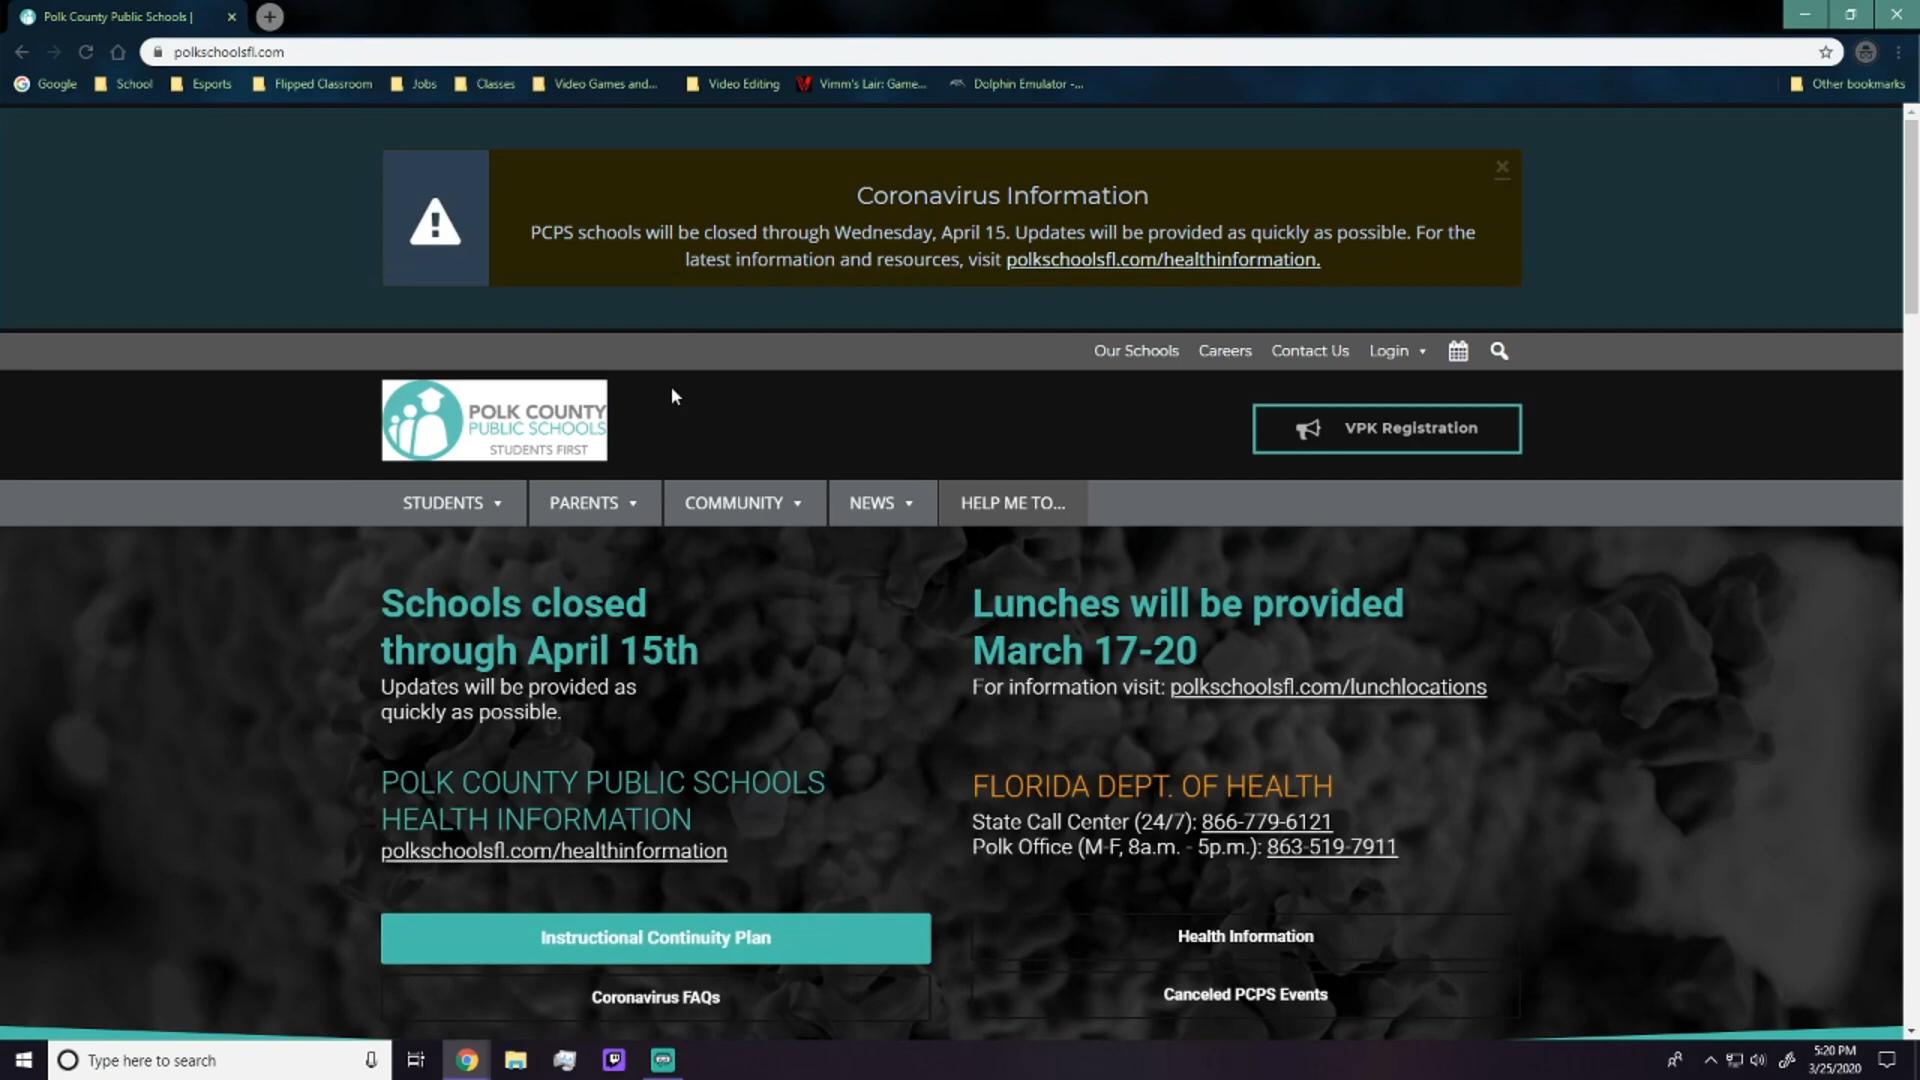 Polk County Public Schools |
polkschoolsfl.com
Google School Esports Flipped Classroom Jobs Classes Video Games and... Video Editing Vimm's Lair: Game... Dolphin Emulator -... Other bookmarks
Coronavirus Information
PCPS schools will be closed through Wednesday, April 15. Updates will be provided as quickly as possible. For the
latest information and resources, visit polkschoolsfl.com/healthinformation.
Our Schools Careers Contact Us Login
POLK COUNTY
PUBLIC SCHOOLS
STUDENTS FIRST
VPK Registration
STUDENTS PARENTS COMMUNITY NEWS HELP ME TO...
Schools closed
through April 15th
Updates will be provided as
quickly as possible.
Lunches will be provided
March 17-20
For information visit: polkschoolsfl.com/lunchlocations
POLK COUNTY PUBLIC SCHOOLS
HEALTH INFORMATION
polkschoolsfl.com/healthinformation
FLORIDA DEPT. OF HEALTH
State Call Center (24/7): 866-779-6121
Polk Office (M-F, 8a.m. - 5p.m.): 863-519-7911
Instructional Continuity Plan
Health Information
Coronavirus FAQs
Canceled PCPS Events
Type here to search
5:20 PM
3/25/2020